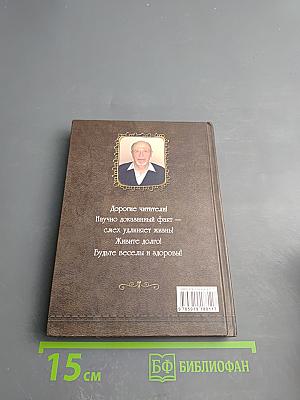 Дорогие читатели!
Научно доказанный факт —
смех удлиняет жизнь!
Живите долго!
Будьте веселы и здоровы!
15 см
БФ БИБЛИОФАН